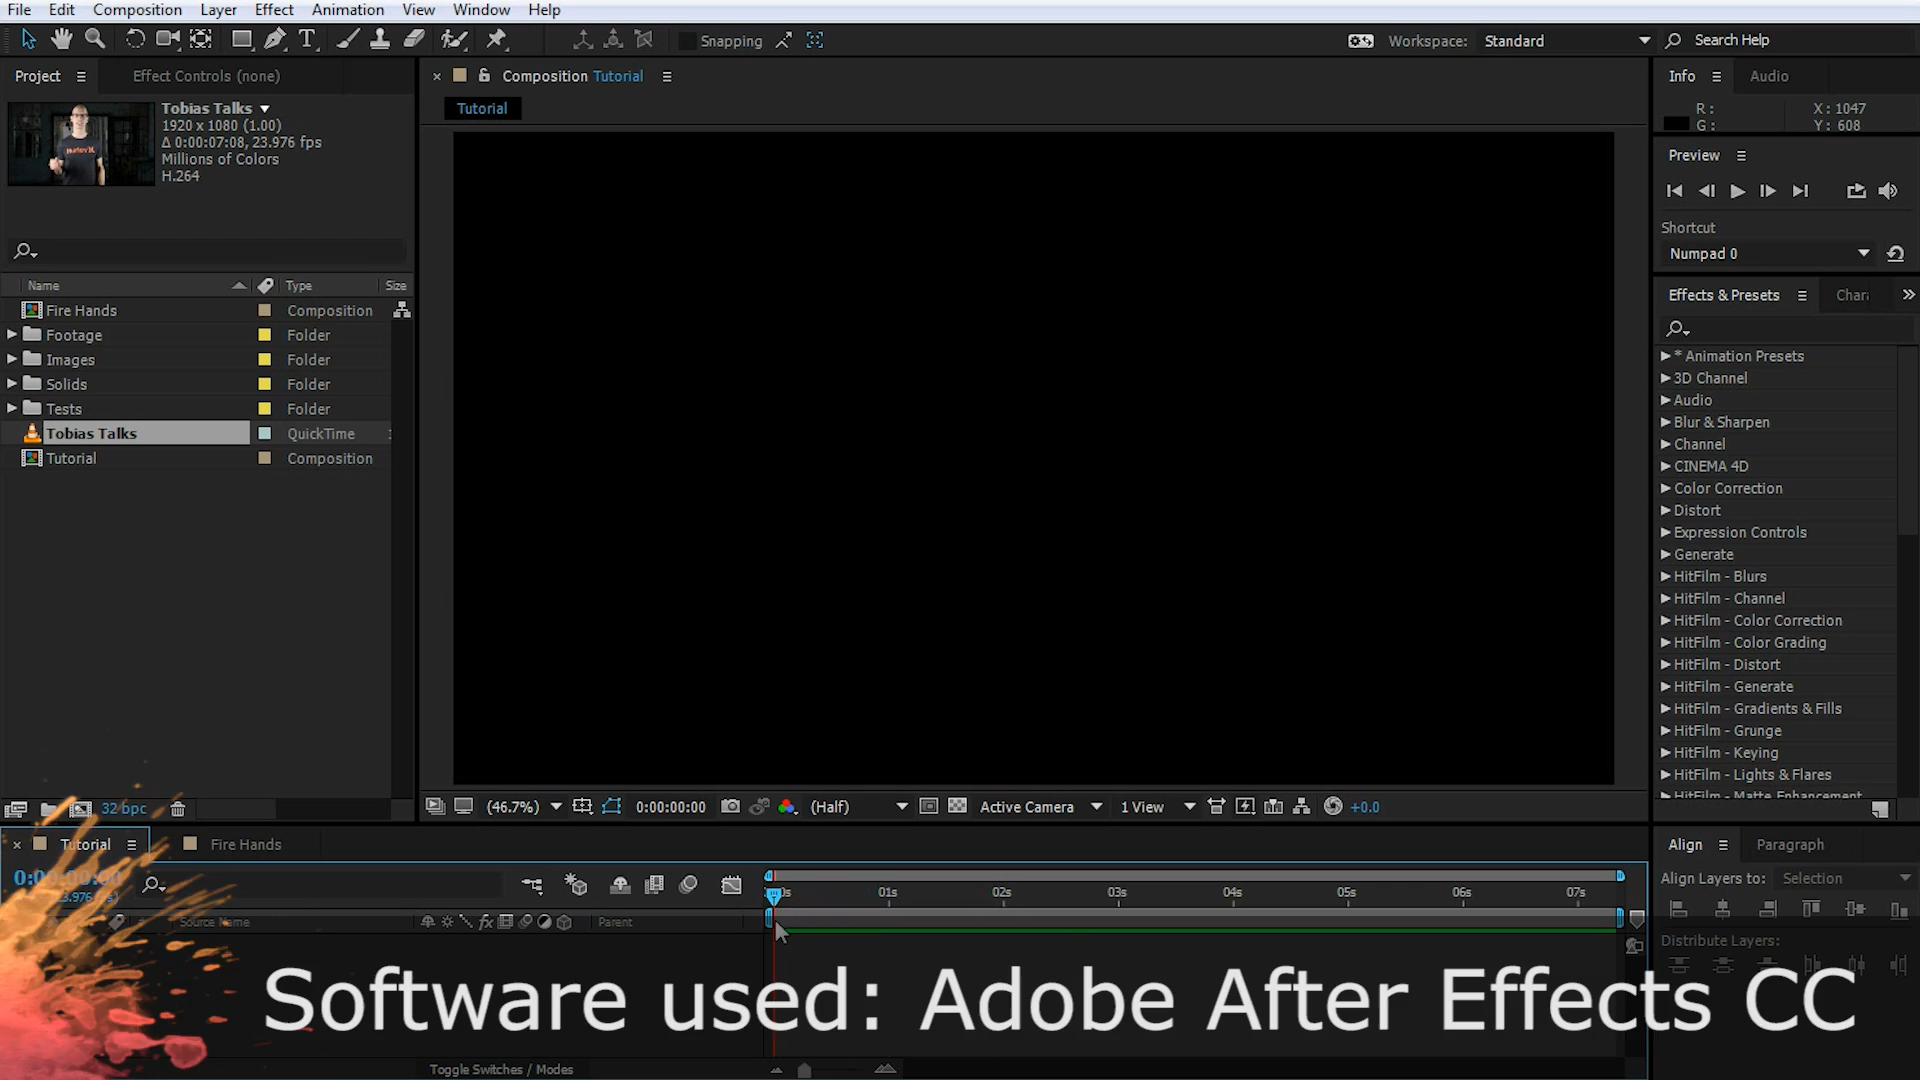 File Edit Composition Layer Effect Animation View Window Help
Snapping
Workspace: Standard
Search Help
Project
Effect Controls (none)
Tobias Talks
1920 x 1080 (1.00)
Δ 0:00:07:08, 23.976 fps
Millions of Colors
H.264
Name Type Size
Fire Hands Composition
Footage Folder
Images Folder
Solids Folder
Tests Folder
Tobias Talks QuickTime
Tutorial Composition
32 bpc
Composition Tutorial
Tutorial
(46.7%) 0:00:00:00 (Half) Active Camera 1 View +0.0
Info Audio
R: X: 1047
G: Y: 608
Preview
Shortcut
Numpad 0
Effects & Presets
* Animation Presets
3D Channel
Audio
Blur & Sharpen
Channel
CINEMA 4D
Color Correction
Distort
Expression Controls
Generate
HitFilm - Blurs
HitFilm - Channel
HitFilm - Color Correction
HitFilm - Color Grading
HitFilm - Distort
HitFilm - Generate
HitFilm - Gradients & Fills
HitFilm - Grunge
HitFilm - Keying
HitFilm - Lights & Flares
HitFilm - Matte Enhancement
Tutorial Fire Hands
01s 02s 03s 04s 05s 06s 07s
Source Name Parent
Toggle Switches / Modes
Align Paragraph
Align Layers to: Selection
Distribute Layers:
Software used: Adobe After Effects CC